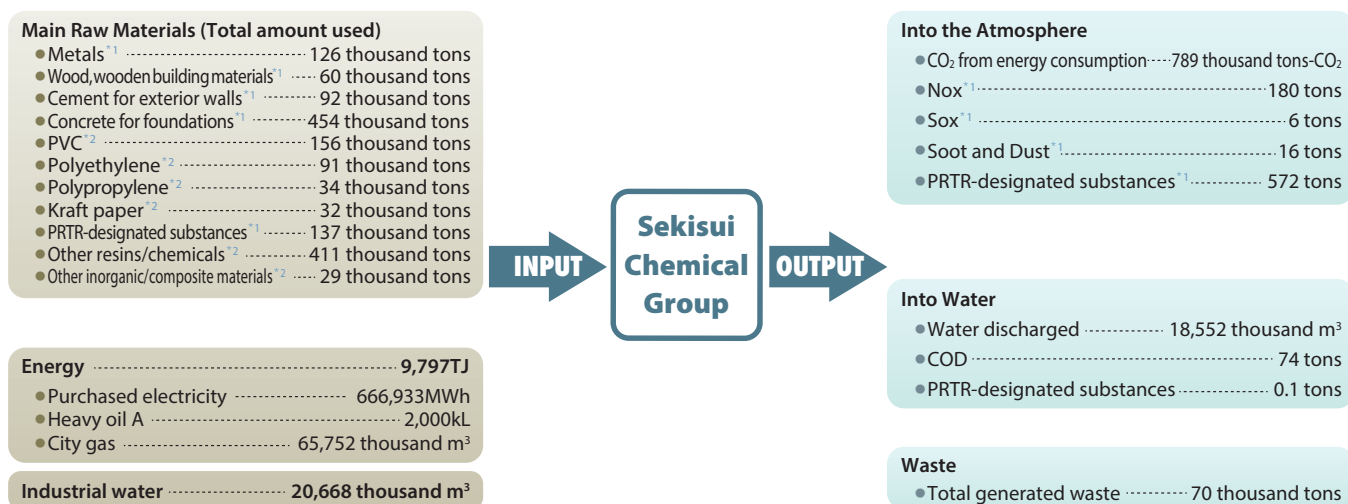 Main Raw Materials (Total amount used)
●Metals*1 126 thousand tons
●Wood, wooden building materials*1 60 thousand tons
●Cement for exterior walls*1 92 thousand tons
●Concrete for foundations*1 454 thousand tons
●PVC*2 156 thousand tons
●Polyethylene*2 91 thousand tons
●Polypropylene*2 34 thousand tons
●Kraft paper*2 32 thousand tons
●PRTR-designated substances*1 137 thousand tons
●Other resins/chemicals*2 411 thousand tons
●Other inorganic/composite materials*2 29 thousand tons
Energy 9,797TJ
●Purchased electricity 666,933MWh
●Heavy oil A 2,000kL
●City gas 65,752 thousand m³
Industrial water 20,668 thousand m³
INPUT
Sekisui
Chemical
Group
OUTPUT
Into the Atmosphere
●CO₂ from energy consumption 789 thousand tons-CO₂
●Nox*1 180 tons
●Sox*1 6 tons
●Soot and Dust*1 16 tons
●PRTR-designated substances*1 572 tons
Into Water
●Water discharged 18,552 thousand m³
●COD 74 tons
●PRTR-designated substances 0.1 tons
Waste
●Total generated waste 70 thousand tons